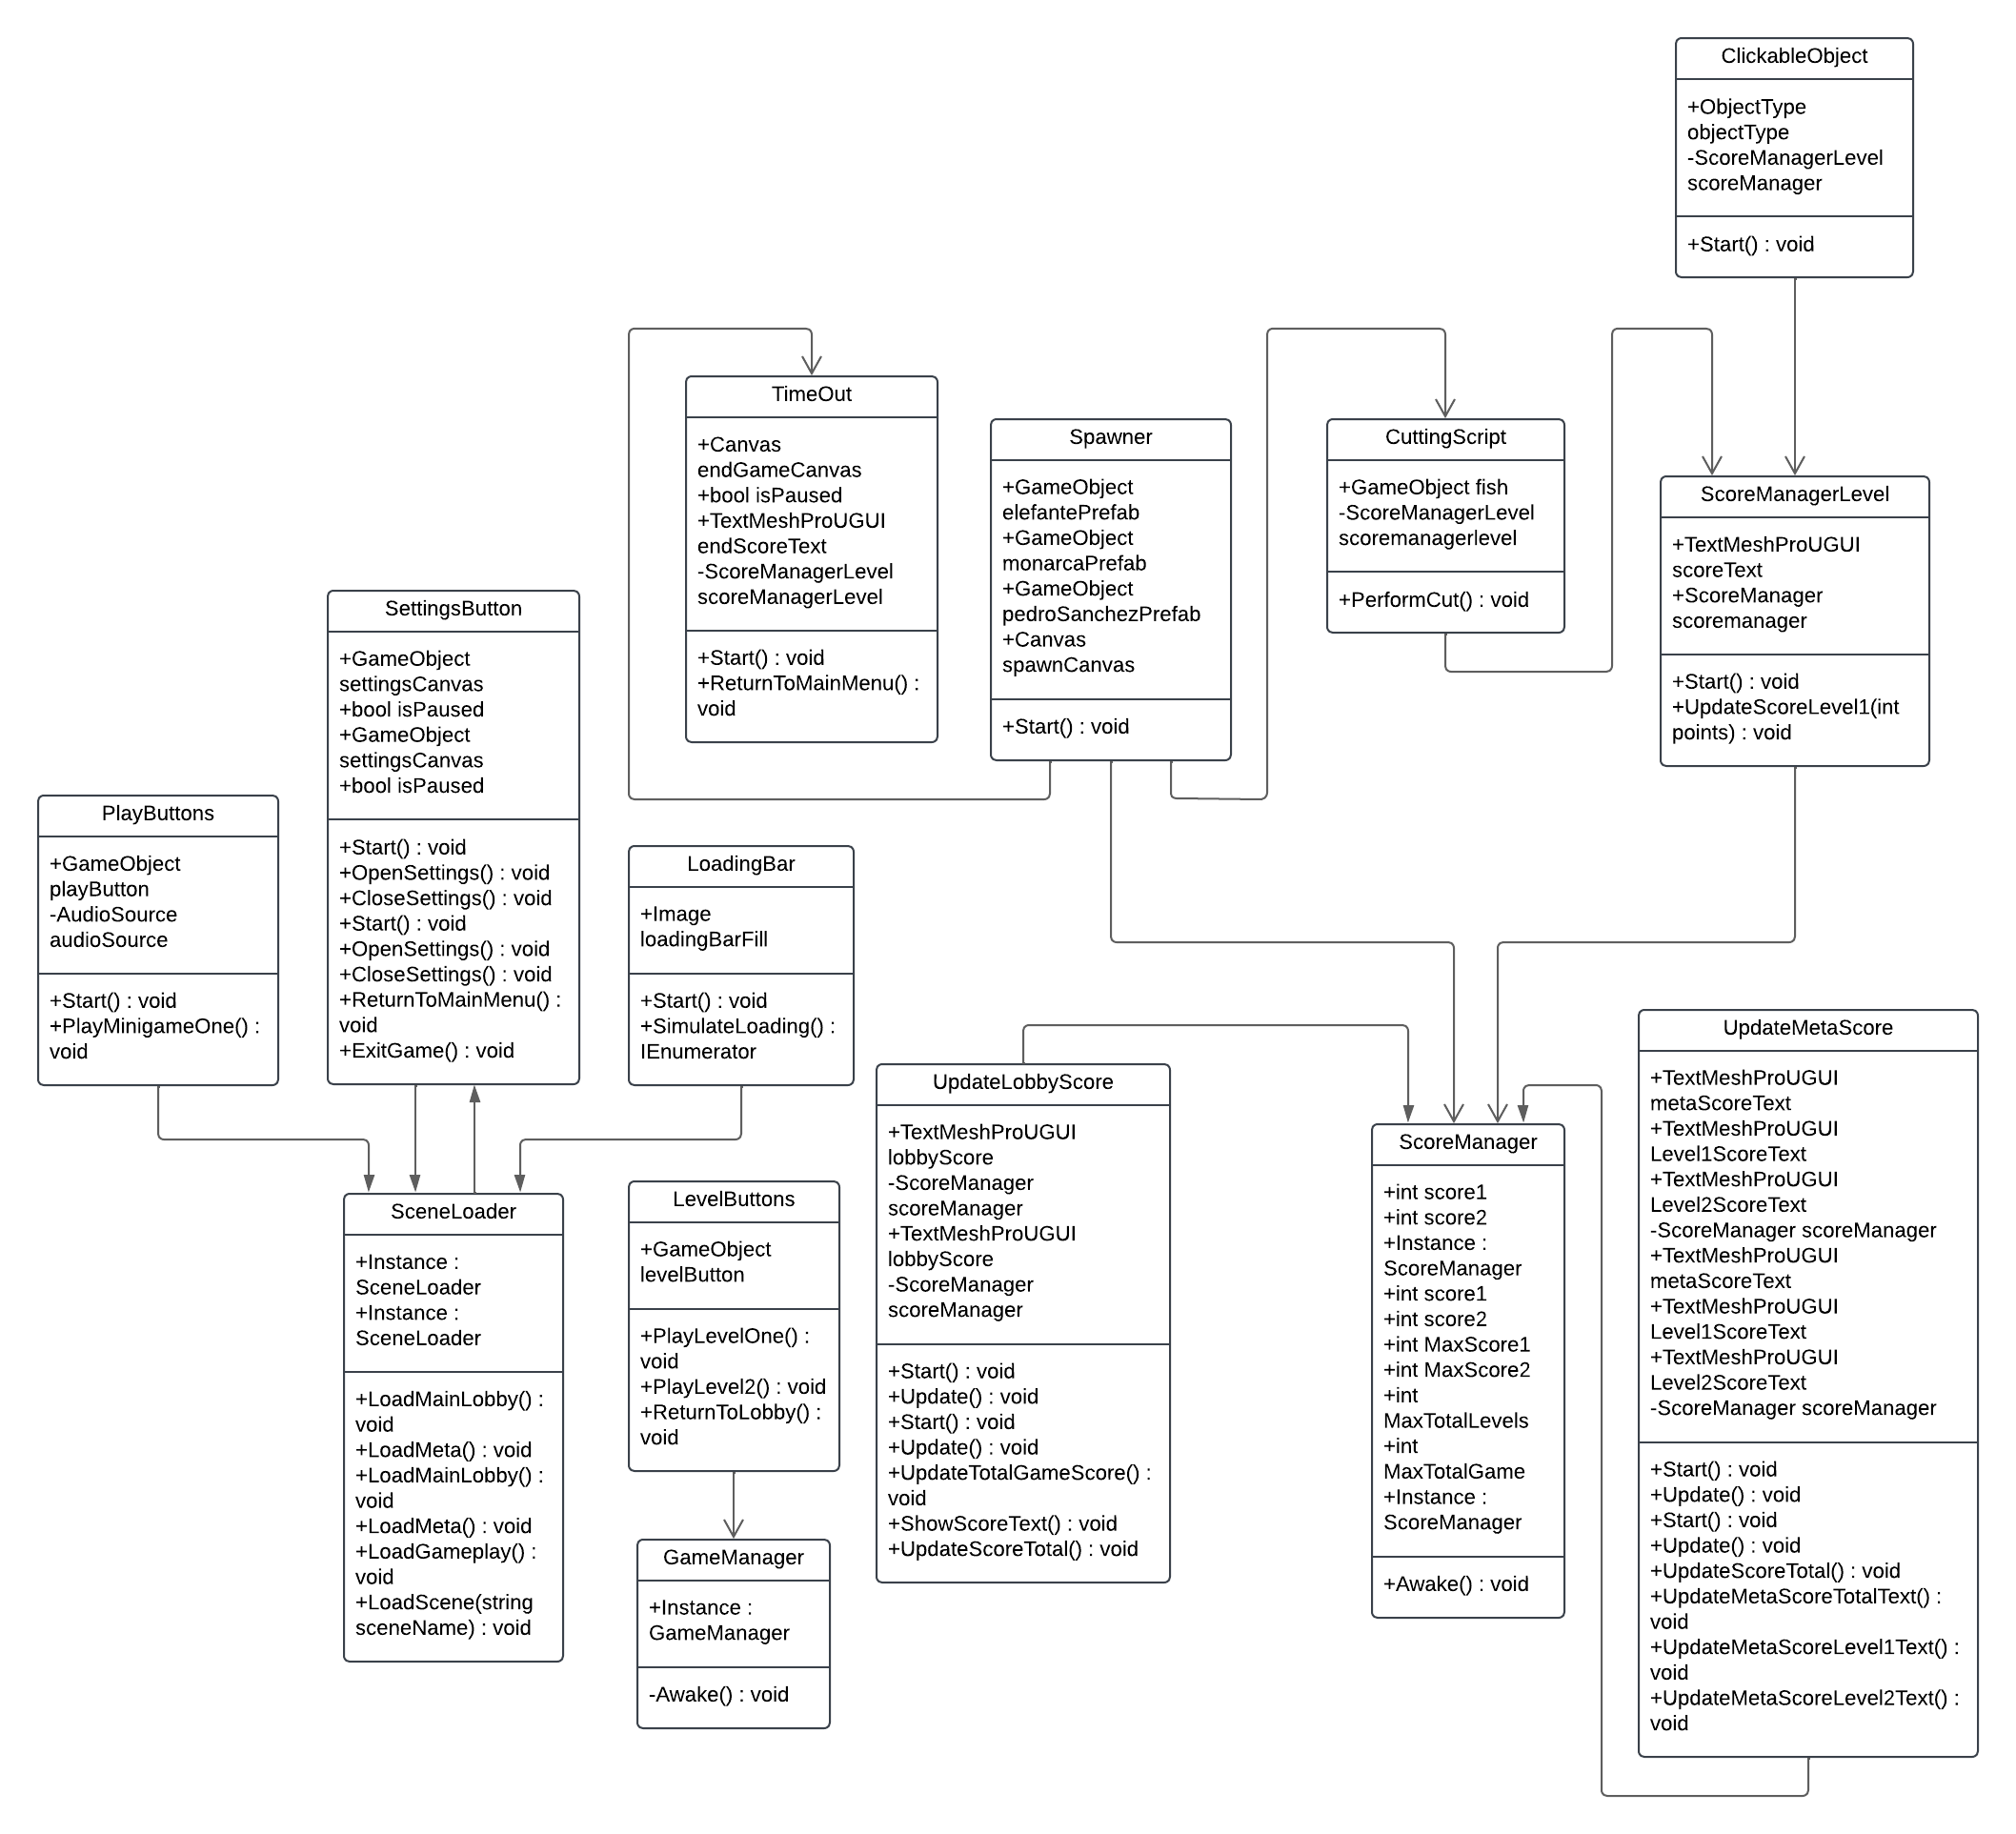 ClickableObject
+ObjectType
objectType
-ScoreManagerLevel
scoreManager
+Start() : void
TimeOut
+Canvas
endGameCanvas
+bool isPaused
+TextMeshProUGUI
endScoreText
-ScoreManagerLevel
scoreManagerLevel
+Start() : void
+ReturnToMainMenu() :
void
Spawner
+GameObject
elefantePrefab
+GameObject
monarcaPrefab
+GameObject
pedroSanchezPrefab
+Canvas
spawnCanvas
+Start() : void
CuttingScript
+GameObject fish
-ScoreManagerLevel
scoremanagerlevel
+PerformCut() : void
ScoreManagerLevel
+TextMeshProUGUI
scoreText
+ScoreManager
scoremanager
+Start() : void
+UpdateScoreLevel1(int
points) : void
SettingsButton
+GameObject
settingsCanvas
+bool isPaused
+GameObject
settingsCanvas
+bool isPaused
+Start() : void
+OpenSettings() : void
+CloseSettings() : void
+Start() : void
+OpenSettings() : void
+CloseSettings() : void
+ReturnToMainMenu() :
void
+ExitGame() : void
PlayButtons
+GameObject
playButton
-AudioSource
audioSource
+Start() : void
+PlayMinigameOne() :
void
LoadingBar
+Image
loadingBarFill
+Start() : void
+SimulateLoading() :
IEnumerator
UpdateLobbyScore
+TextMeshProUGUI
lobbyScore
-ScoreManager
scoreManager
+TextMeshProUGUI
lobbyScore
-ScoreManager
scoreManager
+Start() : void
+Update() : void
+Start() : void
+Update() : void
+UpdateTotalGameScore() :
void
+ShowScoreText() : void
+UpdateScoreTotal() : void
ScoreManager
+int score1
+int score2
+Instance :
ScoreManager
+int score1
+int score2
+int MaxScore1
+int MaxScore2
+int
MaxTotalLevels
+int
MaxTotalGame
+Instance :
ScoreManager
+Awake() : void
UpdateMetaScore
+TextMeshProUGUI
metaScoreText
+TextMeshProUGUI
Level1ScoreText
+TextMeshProUGUI
Level2ScoreText
-ScoreManager scoreManager
+TextMeshProUGUI
metaScoreText
+TextMeshProUGUI
Level1ScoreText
+TextMeshProUGUI
Level2ScoreText
-ScoreManager scoreManager
+Start() : void
+Update() : void
+Start() : void
+Update() : void
+UpdateScoreTotal() : void
+UpdateMetaScoreTotalText() :
void
+UpdateMetaScoreLevel1Text() :
void
+UpdateMetaScoreLevel2Text() :
void
SceneLoader
+Instance :
SceneLoader
+Instance :
SceneLoader
+LoadMainLobby() :
void
+LoadMeta() : void
+LoadMainLobby() :
void
+LoadMeta() : void
+LoadGameplay() :
void
+LoadScene(string
sceneName) : void
LevelButtons
+GameObject
levelButton
+PlayLevelOne() :
void
+PlayLevel2() : void
+ReturnToLobby() :
void
GameManager
+Instance :
GameManager
-Awake() : void